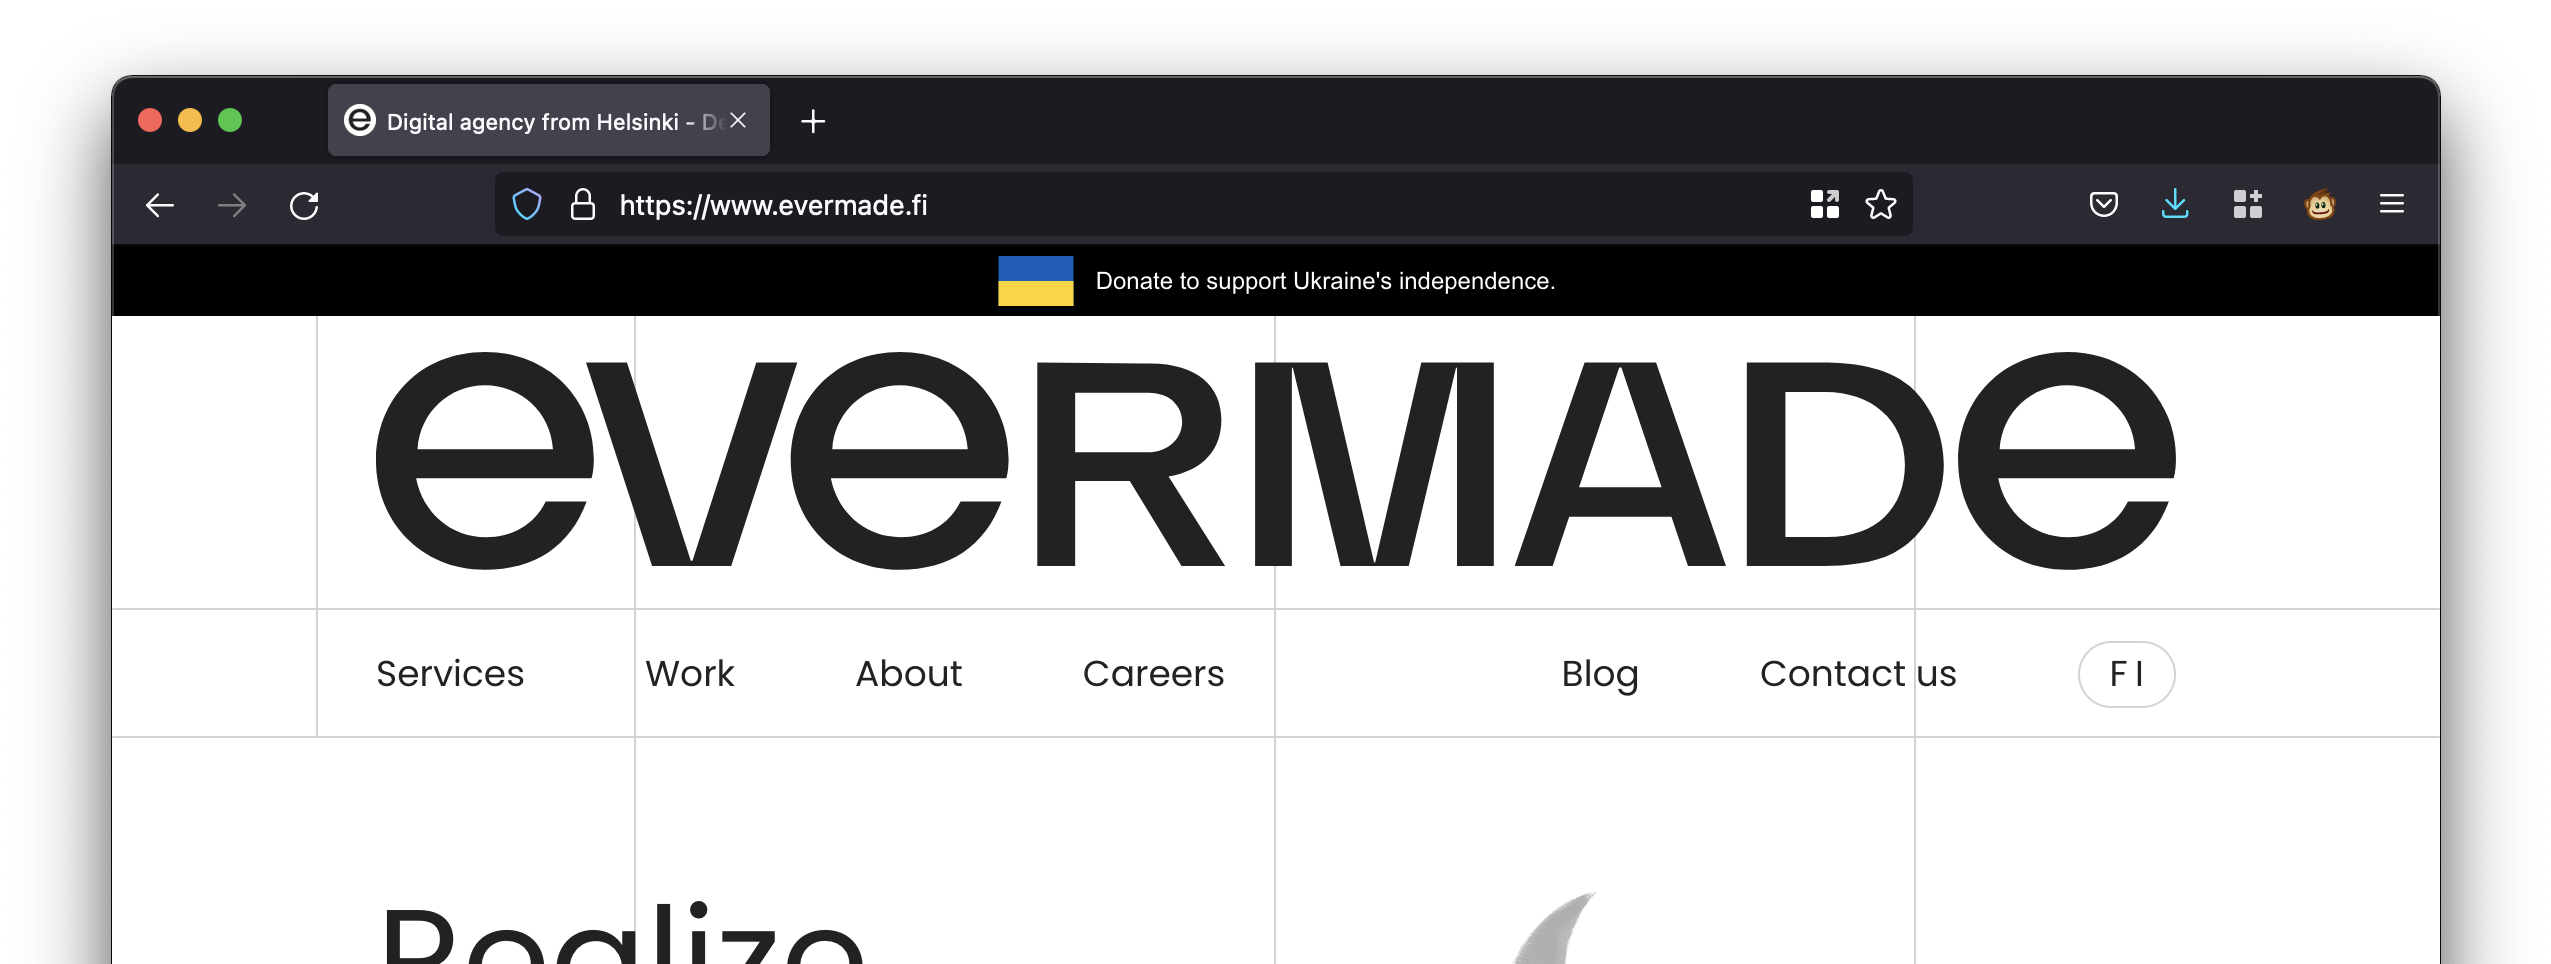 Digital agency from Helsinki - De
https://www.evermade.fi
Donate to support Ukraine's independence.
eveRMADe
Services Work About Careers Blog Contact us FI
Realize